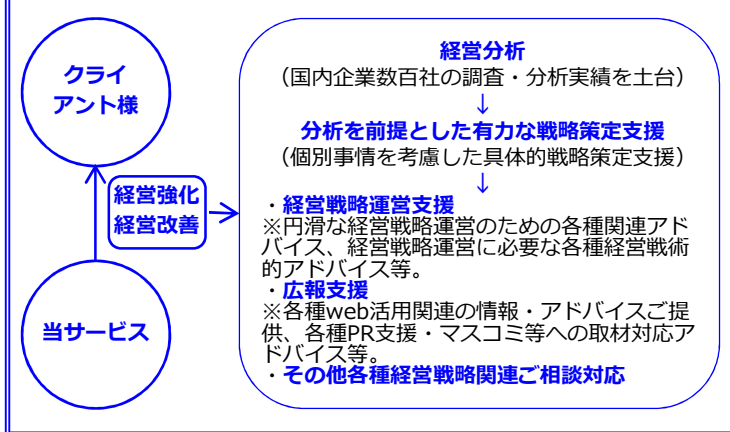 クライ
アント様
経営強化
経営改善
当サービス
経営分析
（国内企業数百社の調査・分析実績を土台）
↓
分析を前提とした有力な戦略策定支援
（個別事情を考慮した具体的戦略策定支援）
↓
・経営戦略運営支援
※円滑な経営戦略運営のための各種関連アド
バイス、経営戦略運営に必要な各種経営戦術
的アドバイス等。
・広報支援
※各種web活用関連の情報・アドバイスご提
供、各種PR支援・マスコミ等への取材対応ア
ドバイス等。
・その他各種経営戦略関連ご相談対応